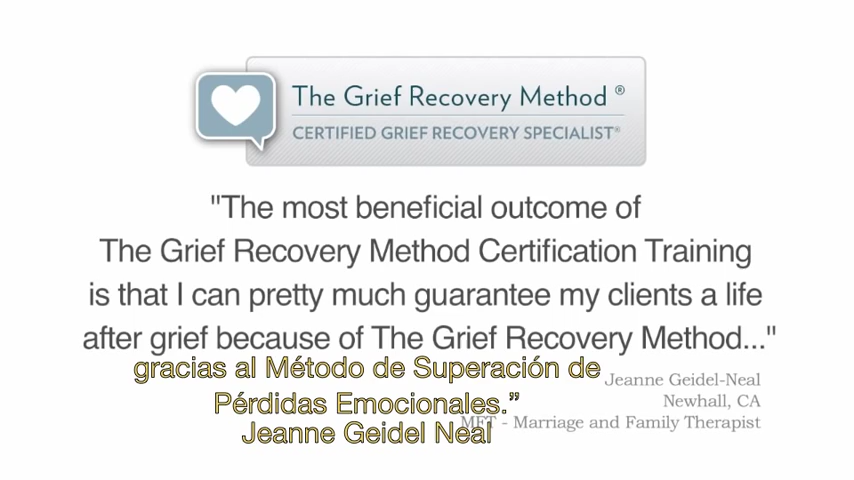 The Grief Recovery Method ®
CERTIFIED GRIEF RECOVERY SPECIALIST®
"The most beneficial outcome of
The Grief Recovery Method Certification Training
is that I can pretty much guarantee my clients a life
after grief because of The Grief Recovery Method..."
gracias al Método de Superación de
Pérdidas Emocionales.”
Jeanne Geidel Neal
Jeanne Geidel-Neal
Newhall, CA
MFT - Marriage and Family Therapist